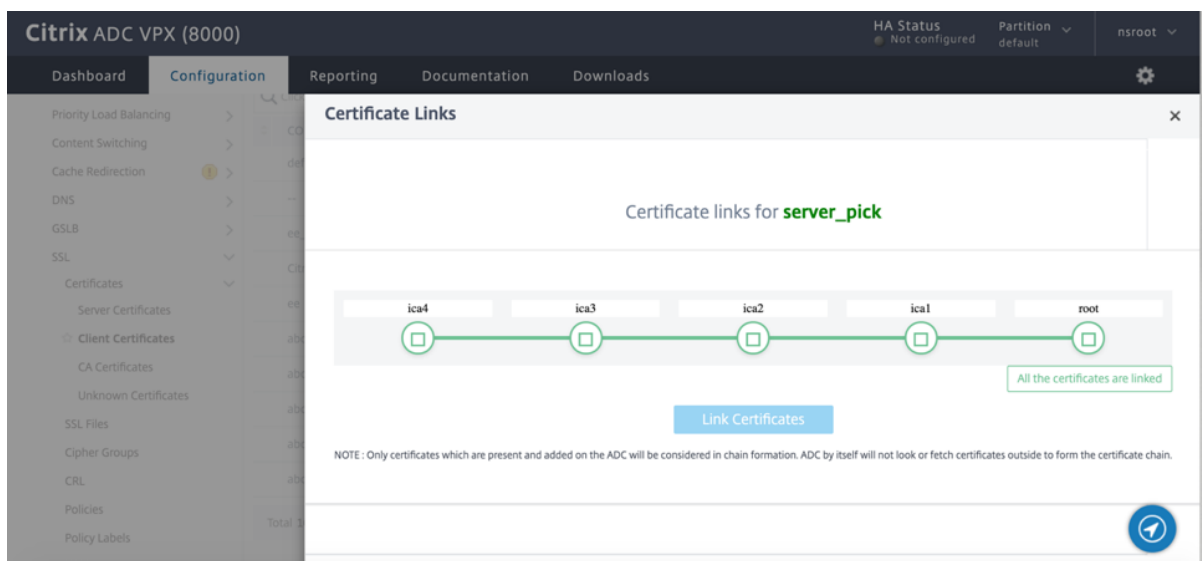 Citrix ADC VPX (8000)
HA Status
Not configured
Partition
default
nsroot
Dashboard
Configuration
Reporting
Documentation
Downloads
Priority Load Balancing
Content Switching
Cache Redirection
DNS
GSLB
SSL
Certificates
Server Certificates
Client Certificates
CA Certificates
Unknown Certificates
SSL Files
Cipher Groups
CRL
Policies
Policy Labels
Total
Certificate Links
Certificate links for server_pick
ica4 ica3 ica2 ica1 root
All the certificates are linked
Link Certificates
NOTE : Only certificates which are present and added on the ADC will be considered in chain formation. ADC by itself will not look or fetch certificates outside to form the certificate chain.